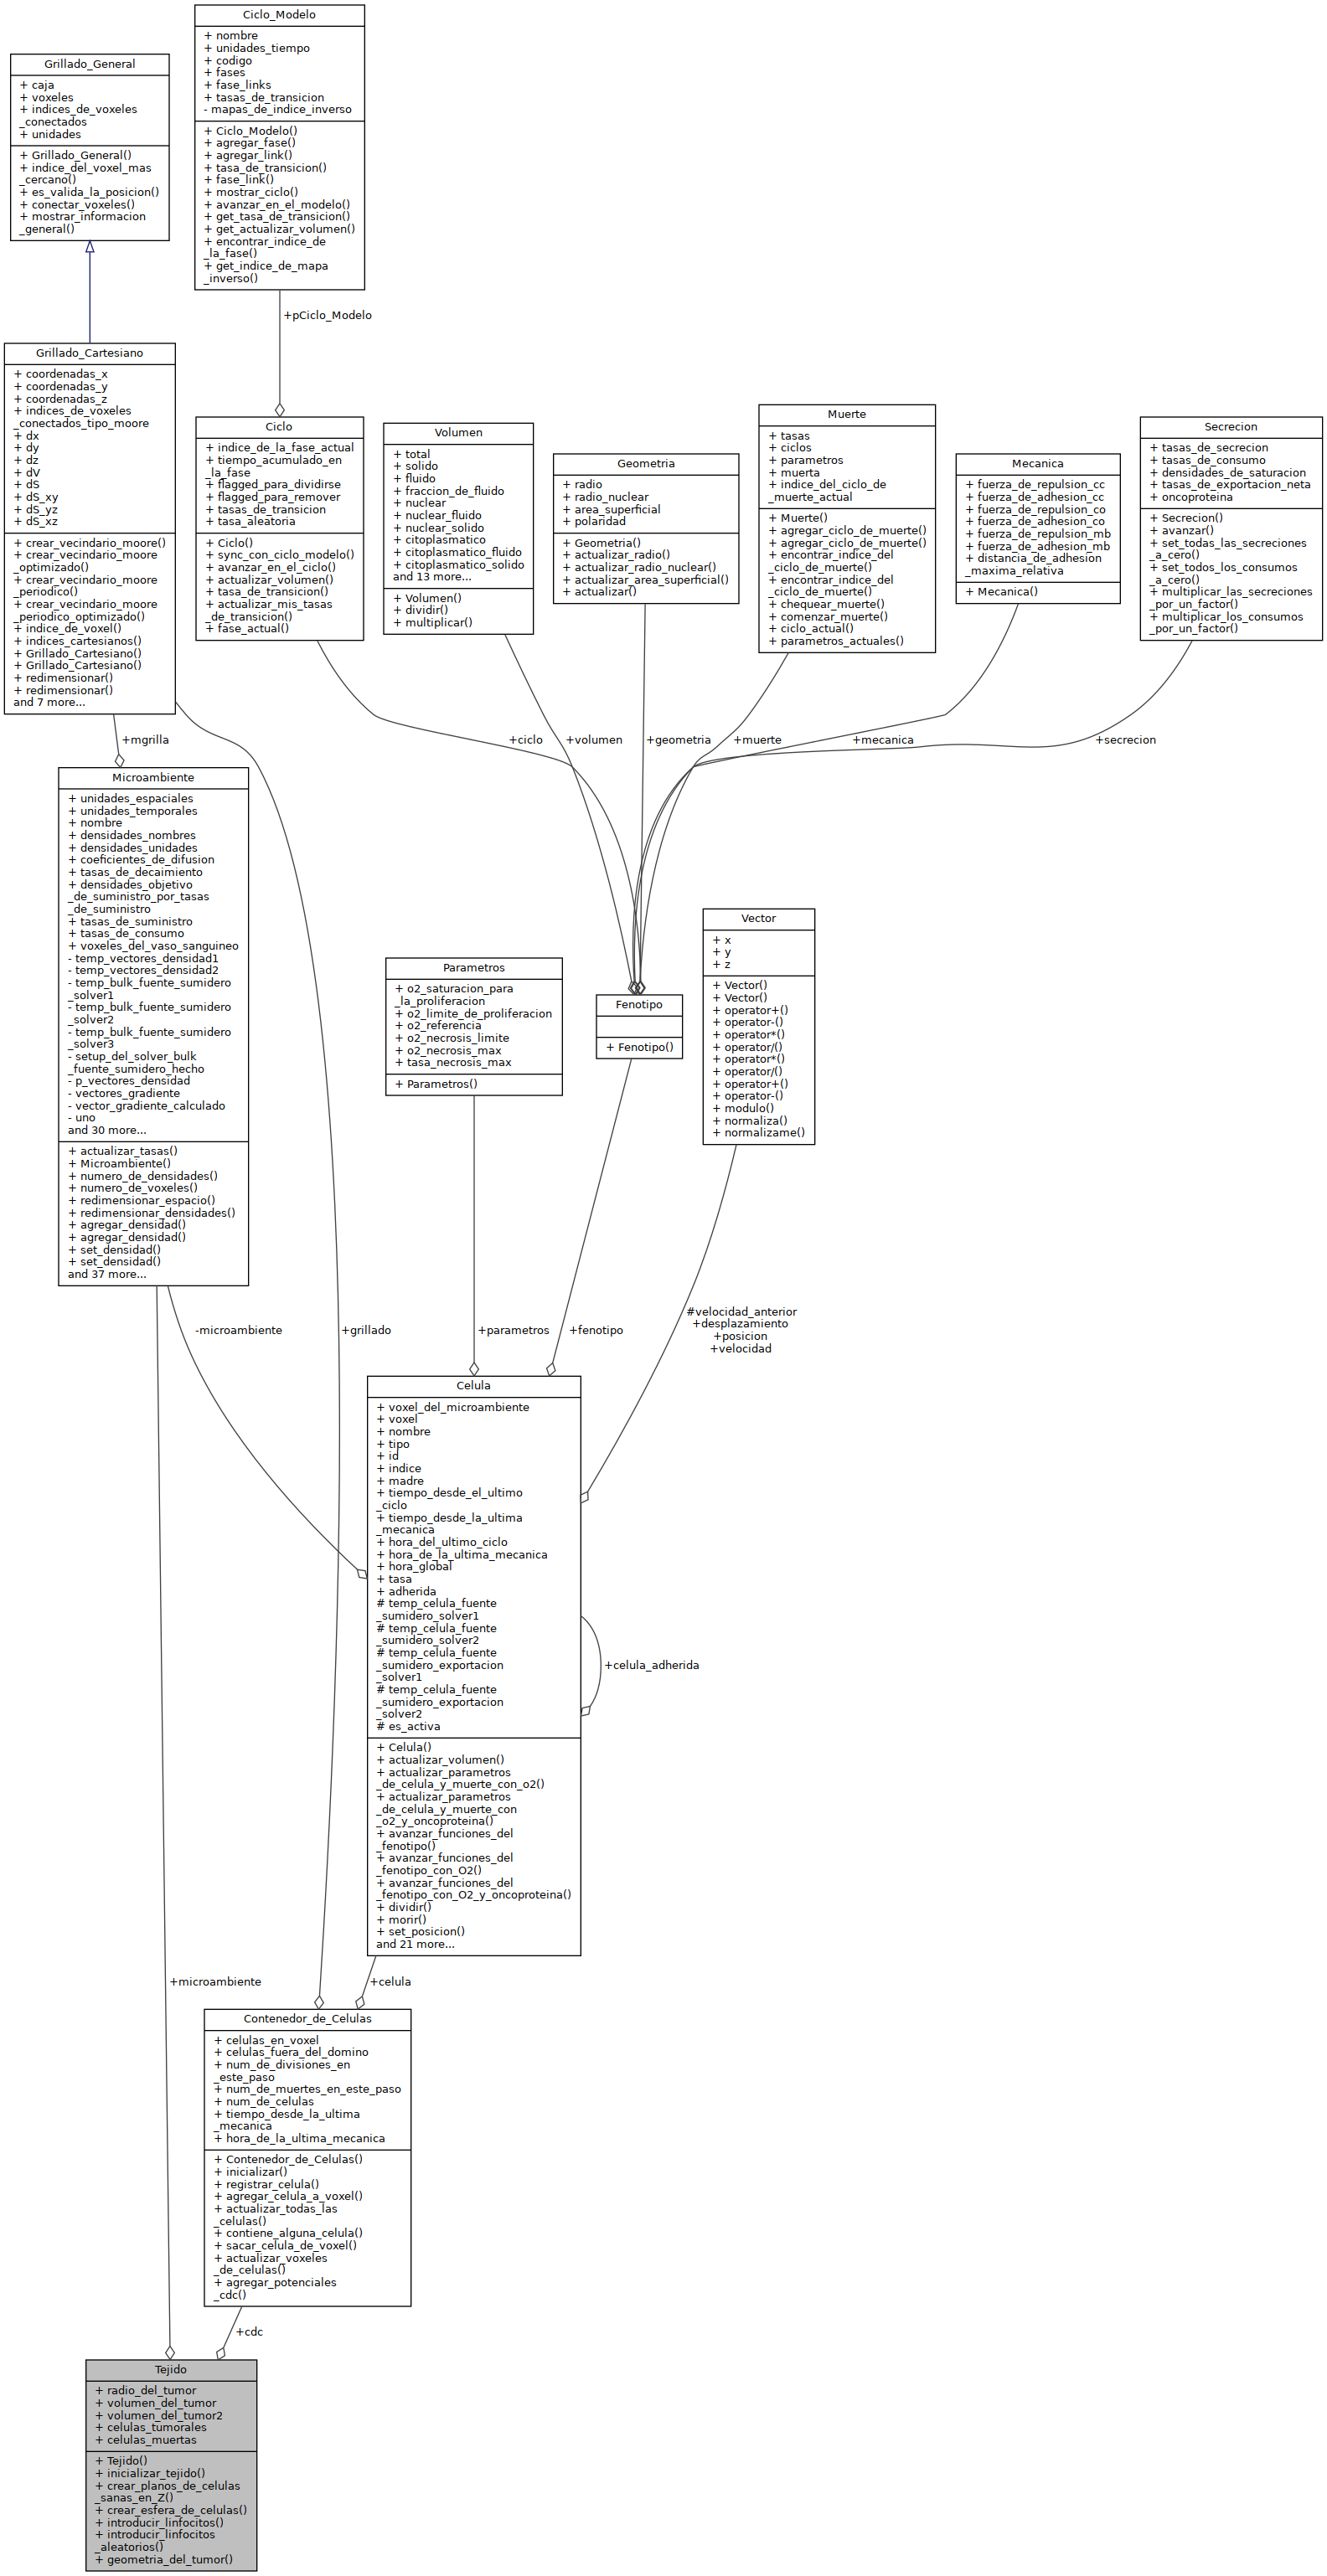 Ciclo_Modelo
+ nombre
+ unidades_tiempo
+ codigo
+ fases
+ fase_links
+ tasas_de_transicion
- mapas_de_indice_inverso
+ Ciclo_Modelo()
+ agregar_fase()
+ agregar_link()
+ tasa_de_transicion()
+ fase_link()
+ mostrar_ciclo()
+ avanzar_en_el_modelo()
+ get_tasa_de_transicion()
+ get_actualizar_volumen()
+ encontrar_indice_de
_la_fase()
+ get_indice_de_mapa
_inverso()
Grillado_General
+ caja
+ voxeles
+ indices_de_voxeles
_conectados
+ unidades
+ Grillado_General()
+ indice_del_voxel_mas
_cercano()
+ es_valida_la_posicion()
+ conectar_voxeles()
+ mostrar_informacion
_general()
+pCiclo_Modelo
Grillado_Cartesiano
+ coordenadas_x
+ coordenadas_y
+ coordenadas_z
+ indices_de_voxeles
_conectados_tipo_moore
+ dx
+ dy
+ dz
+ dV
+ dS
+ dS_xy
+ dS_yz
+ dS_xz
+ crear_vecindario_moore()
+ crear_vecindario_moore
_optimizado()
+ crear_vecindario_moore
_periodico()
+ crear_vecindario_moore
_periodico_optimizado()
+ indice_de_voxel()
+ indices_cartesianos()
+ Grillado_Cartesiano()
+ Grillado_Cartesiano()
+ redimensionar()
+ redimensionar()
and 7 more...
Ciclo
+ indice_de_la_fase_actual
+ tiempo_acumulado_en
_la_fase
+ flagged_para_dividirse
+ flagged_para_remover
+ tasas_de_transicion
+ tasa_aleatoria
+ Ciclo()
+ sync_con_ciclo_modelo()
+ avanzar_en_el_ciclo()
+ actualizar_volumen()
+ tasa_de_transicion()
+ actualizar_mis_tasas
_de_transicion()
+ fase_actual()
Volumen
+ total
+ solido
+ fluido
+ fraccion_de_fluido
+ nuclear
+ nuclear_fluido
+ nuclear_solido
+ citoplasmatico
+ citoplasmatico_fluido
+ citoplasmatico_solido
and 13 more...
+ Volumen()
+ dividir()
+ multiplicar()
Geometria
+ radio
+ radio_nuclear
+ area_superficial
+ polaridad
+ Geometria()
+ actualizar_radio()
+ actualizar_radio_nuclear()
+ actualizar_area_superficial()
+ actualizar()
Muerte
+ tasas
+ ciclos
+ parametros
+ muerta
+ indice_del_ciclo_de
_muerte_actual
+ Muerte()
+ agregar_ciclo_de_muerte()
+ agregar_ciclo_de_muerte()
+ encontrar_indice_del
_ciclo_de_muerte()
+ encontrar_indice_del
_ciclo_de_muerte()
+ chequear_muerte()
+ comenzar_muerte()
+ ciclo_actual()
+ parametros_actuales()
Mecanica
+ fuerza_de_repulsion_cc
+ fuerza_de_adhesion_cc
+ fuerza_de_repulsion_co
+ fuerza_de_adhesion_co
+ fuerza_de_repulsion_mb
+ fuerza_de_adhesion_mb
+ distancia_de_adhesion
_maxima_relativa
+ Mecanica()
Secrecion
+ tasas_de_secrecion
+ tasas_de_consumo
+ densidades_de_saturacion
+ tasas_de_exportacion_neta
+ oncoproteina
+ Secrecion()
+ avanzar()
+ set_todas_las_secreciones
_a_cero()
+ set_todos_los_consumos
_a_cero()
+ multiplicar_las_secreciones
_por_un_factor()
+ multiplicar_los_consumos
_por_un_factor()
+mgrilla
+ciclo
+volumen
+geometria
+muerte
+mecanica
+secrecion
Microambiente
+ unidades_espaciales
+ unidades_temporales
+ nombre
+ densidades_nombres
+ densidades_unidades
+ coeficientes_de_difusion
+ tasas_de_decaimiento
+ densidades_objetivo
_de_suministro_por_tasas
_de_suministro
+ tasas_de_suministro
+ tasas_de_consumo
+ voxeles_del_vaso_sanguineo
- temp_vectores_densidad1
- temp_vectores_densidad2
- temp_bulk_fuente_sumidero
_solver1
- temp_bulk_fuente_sumidero
_solver2
- temp_bulk_fuente_sumidero
_solver3
- setup_del_solver_bulk
_fuente_sumidero_hecho
- p_vectores_densidad
- vectores_gradiente
- vector_gradiente_calculado
- uno
and 30 more...
+ actualizar_tasas()
+ Microambiente()
+ numero_de_densidades()
+ numero_de_voxeles()
+ redimensionar_espacio()
+ redimensionar_densidades()
+ agregar_densidad()
+ agregar_densidad()
+ set_densidad()
+ set_densidad()
and 37 more...
Parametros
+ o2_saturacion_para
_la_proliferacion
+ o2_limite_de_proliferacion
+ o2_referencia
+ o2_necrosis_limite
+ o2_necrosis_max
+ tasa_necrosis_max
+ Parametros()
Fenotipo
+ Fenotipo()
Vector
+ x
+ y
+ z
+ Vector()
+ Vector()
+ operator+()
+ operator-()
+ operator*()
+ operator/()
+ operator*()
+ operator/()
+ operator+()
+ operator-()
+ modulo()
+ normaliza()
+ normalizame()
-microambiente
+grillado
+parametros
+fenotipo
#velocidad_anterior
+desplazamiento
+posicion
+velocidad
Celula
+ voxel_del_microambiente
+ voxel
+ nombre
+ tipo
+ id
+ indice
+ madre
+ tiempo_desde_el_ultimo
_ciclo
+ tiempo_desde_la_ultima
_mecanica
+ hora_del_ultimo_ciclo
+ hora_de_la_ultima_mecanica
+ hora_global
+ tasa
+ adherida
# temp_celula_fuente
_sumidero_solver1
# temp_celula_fuente
_sumidero_solver2
# temp_celula_fuente
_sumidero_exportacion
_solver1
# temp_celula_fuente
_sumidero_exportacion
_solver2
# es_activa
+ Celula()
+ actualizar_volumen()
+ actualizar_parametros
_de_celula_y_muerte_con_o2()
+ actualizar_parametros
_de_celula_y_muerte_con
_o2_y_oncoproteina()
+ avanzar_funciones_del
_fenotipo()
+ avanzar_funciones_del
_fenotipo_con_O2()
+ avanzar_funciones_del
_fenotipo_con_O2_y_oncoproteina()
+ dividir()
+ morir()
+ set_posicion()
and 21 more...
+celula_adherida
+microambiente
+celula
Contenedor_de_Celulas
+ celulas_en_voxel
+ celulas_fuera_del_domino
+ num_de_divisiones_en
_este_paso
+ num_de_muertes_en_este_paso
+ num_de_celulas
+ tiempo_desde_la_ultima
_mecanica
+ hora_de_la_ultima_mecanica
+ Contenedor_de_Celulas()
+ inicializar()
+ registrar_celula()
+ agregar_celula_a_voxel()
+ actualizar_todas_las
_celulas()
+ contiene_alguna_celula()
+ sacar_celula_de_voxel()
+ actualizar_voxeles
_de_celulas()
+ agregar_potenciales
_cdc()
+cdc
Tejido
+ radio_del_tumor
+ volumen_del_tumor
+ volumen_del_tumor2
+ celulas_tumorales
+ celulas_muertas
+ Tejido()
+ inicializar_tejido()
+ crear_planos_de_celulas
_sanas_en_Z()
+ crear_esfera_de_celulas()
+ introducir_linfocitos()
+ introducir_linfocitos
_aleatorios()
+ geometria_del_tumor()